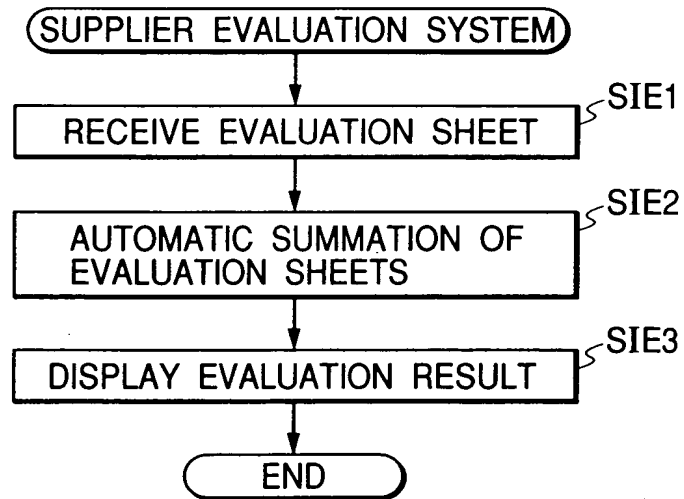 SUPPLIER EVALUATION SYSTEM
SIE1
RECEIVE EVALUATION SHEET
SIE2
AUTOMATIC SUMMATION OF
EVALUATION SHEETS
SIE3
DISPLAY EVALUATION RESULT
END